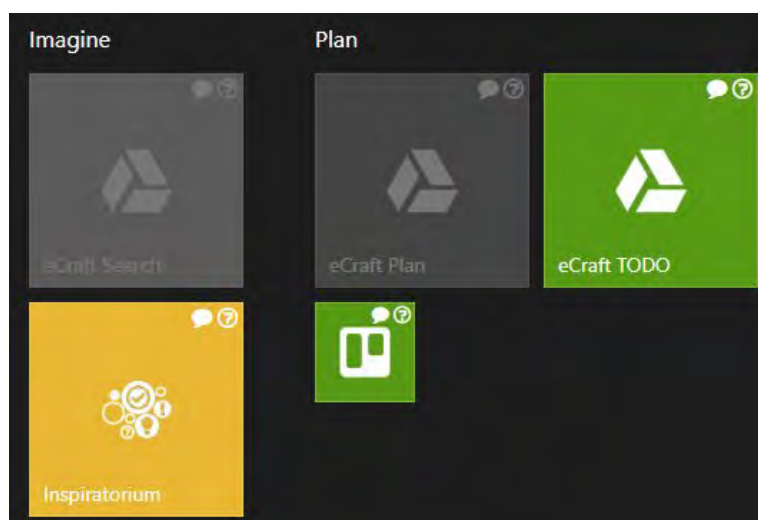 Imagine
Plan
eCraft Search
eCraft Plan
eCraft TODO
Inspiratorium